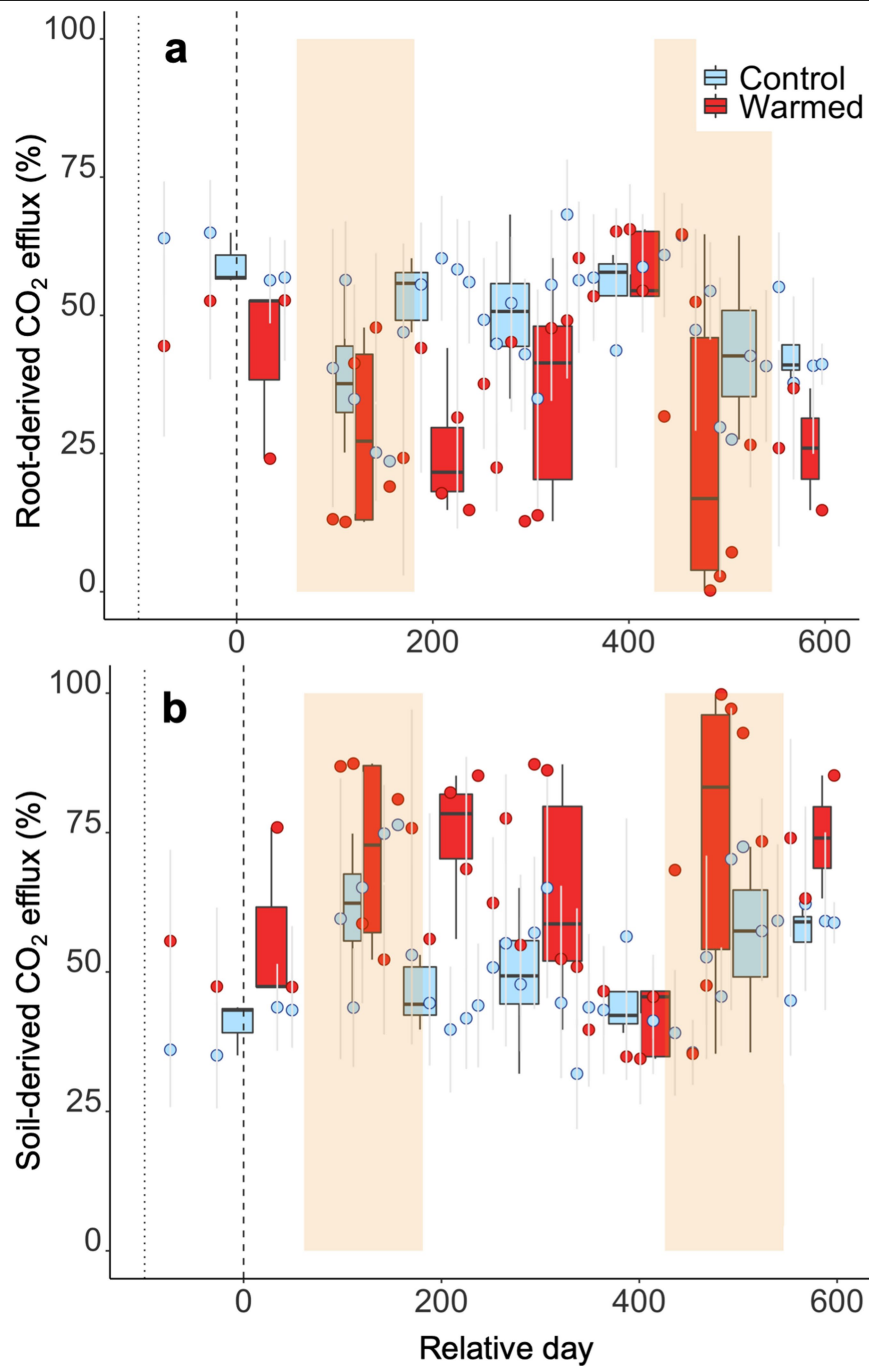 a
Control
Warmed
Root-derived CO₂ efflux (%)
100
75
50
25
0
0 200 400 600
b
Soil-derived CO₂ efflux (%)
100
75
50
25
0
0 200 400 600
Relative day